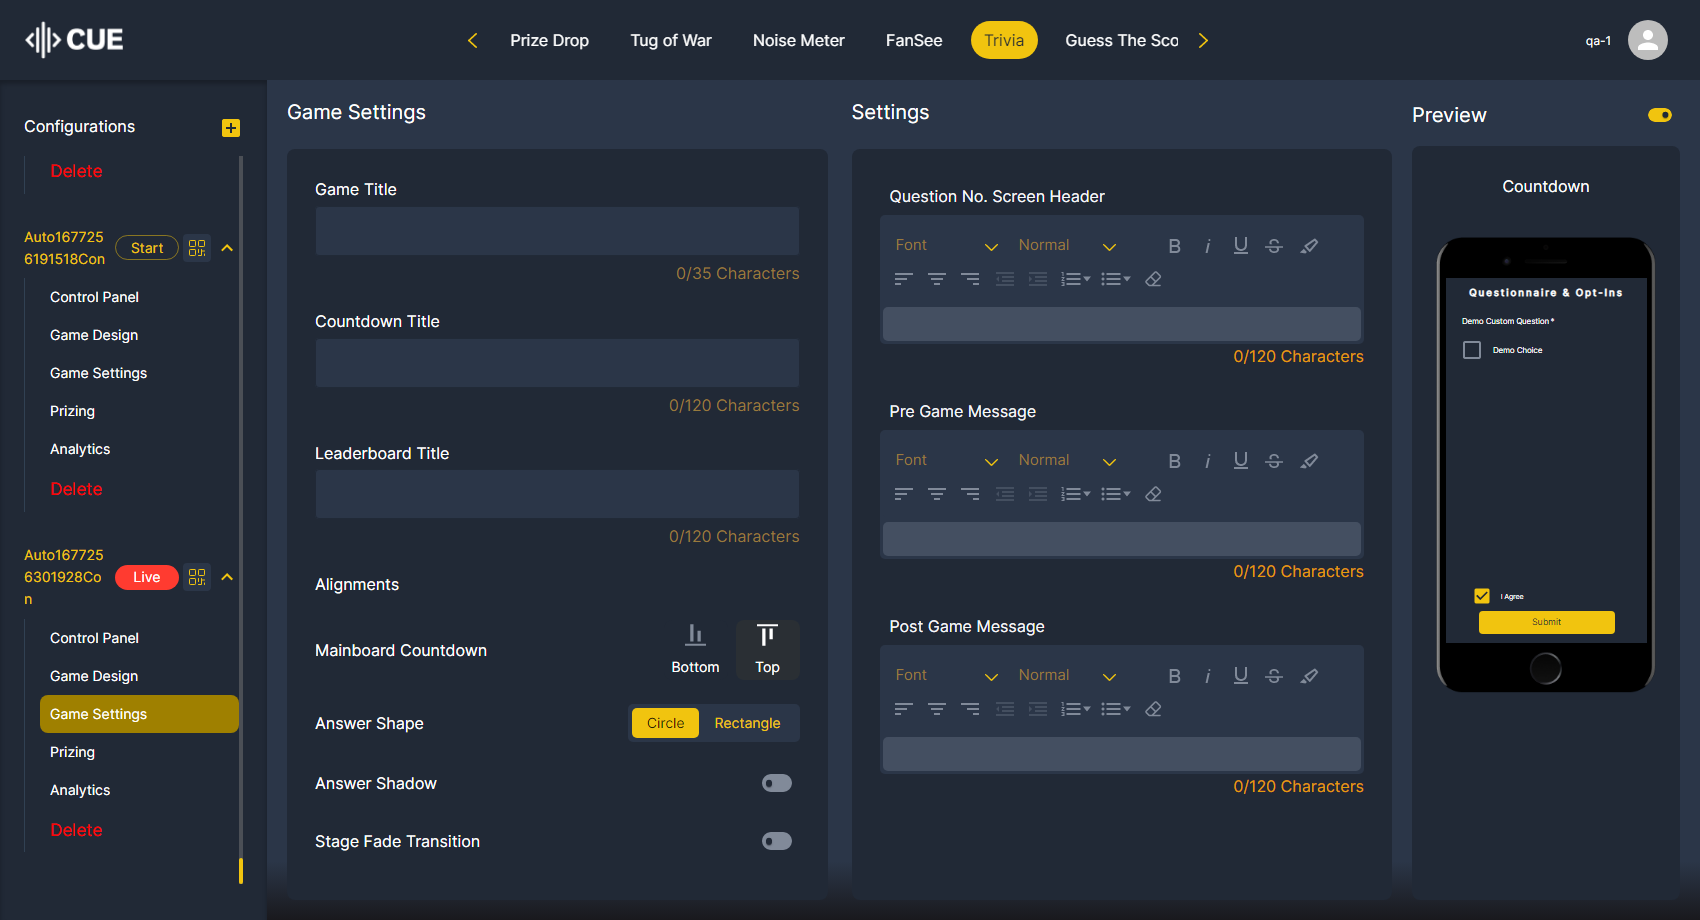 CUE
Prize Drop
Tug of War
Noise Meter
FanSee
Trivia
Guess The Sco
qa-1
Configurations
Delete
Auto167725
6191518Con
Start
Control Panel
Game Design
Game Settings
Prizing
Analytics
Delete
Auto167725
6301928Co
n
Live
Control Panel
Game Design
Game Settings
Prizing
Analytics
Delete
Game Settings
Game Title
0/35 Characters
Countdown Title
0/120 Characters
Leaderboard Title
0/120 Characters
Alignments
Mainboard Countdown
Bottom
Top
Answer Shape
Circle
Rectangle
Answer Shadow
Stage Fade Transition
Settings
Question No. Screen Header
Font
Normal
B i U S
0/120 Characters
Pre Game Message
Font
Normal
B i U S
0/120 Characters
Post Game Message
Font
Normal
B i U S
0/120 Characters
Preview
Countdown
Questionnaire & Opt-Ins
Demo Custom Question *
Demo Choice
I Agree
Submit